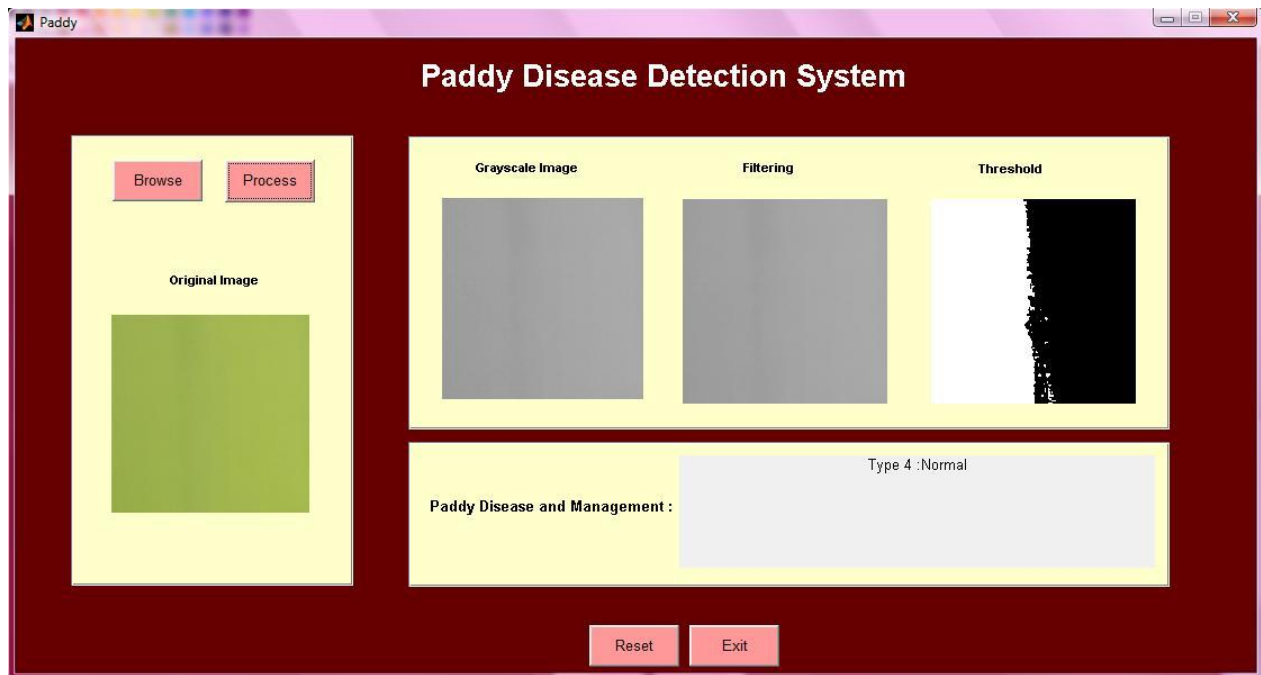 Paddy
Paddy Disease Detection System
Browse
Process
Original Image
Grayscale Image
Filtering
Threshold
Paddy Disease and Management :
Type 4 :Normal
Reset
Exit